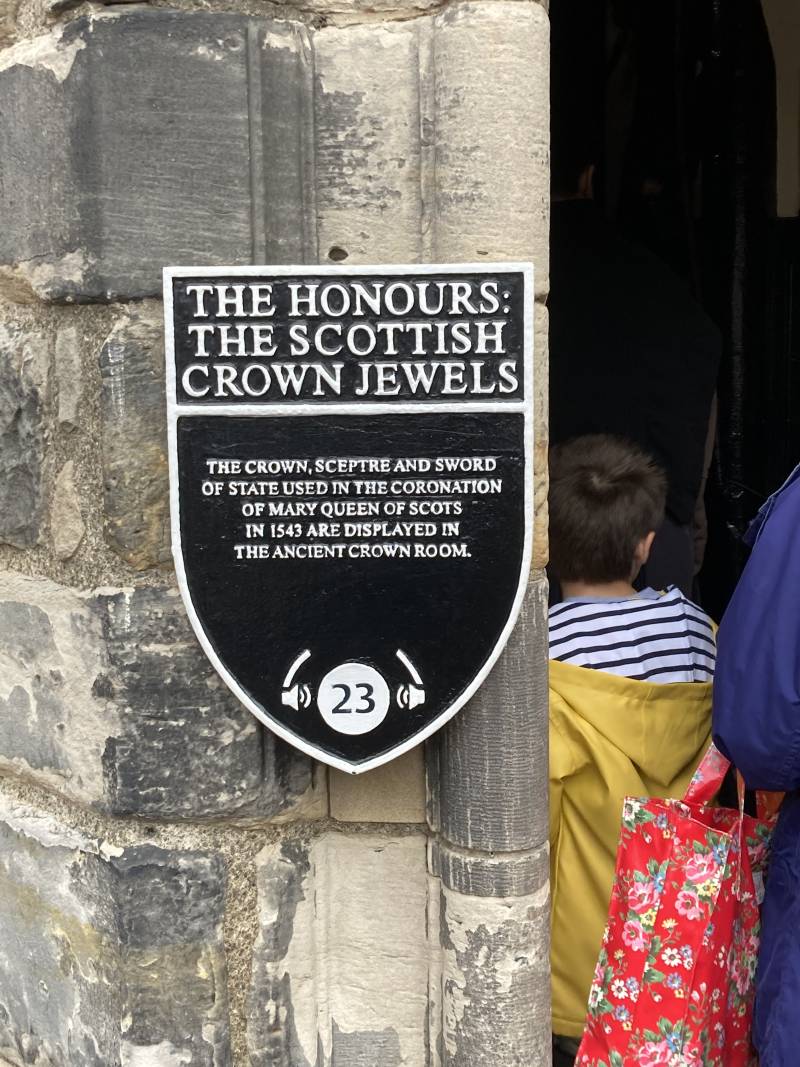 THE HONOURS:
THE SCOTTISH
CROWN JEWELS
THE CROWN, SCEPTRE AND SWORD
OF STATE USED IN THE CORONATION
OF MARY QUEEN OF SCOTS
IN 1543 ARE DISPLAYED IN
THE ANCIENT CROWN ROOM.
23